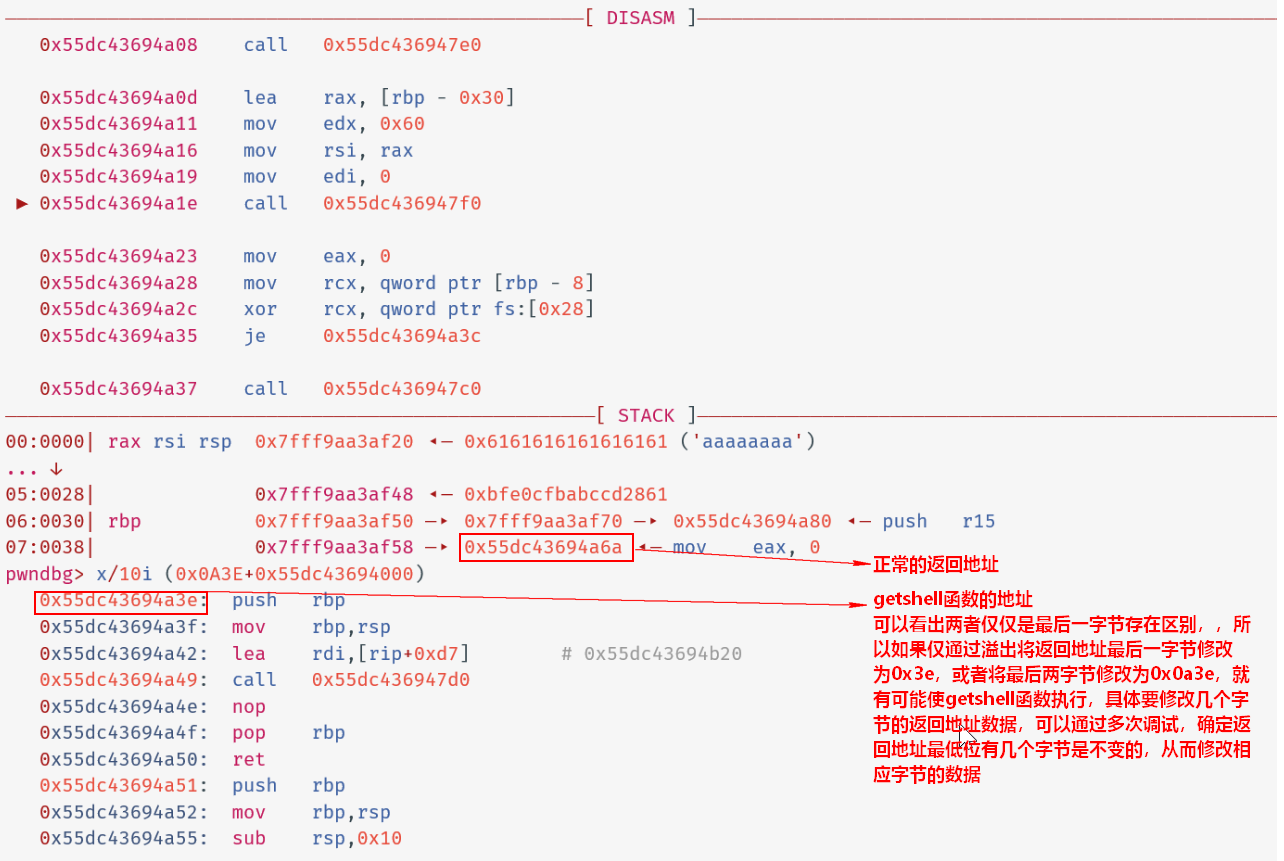 [ DISASM ]
0x55dc43694a08 call 0x55dc436947e0
0x55dc43694a0d lea rax, [rbp - 0x30]
0x55dc43694a11 mov edx, 0x60
0x55dc43694a16 mov rsi, rax
0x55dc43694a19 mov edi, 0
► 0x55dc43694a1e call 0x55dc436947f0
0x55dc43694a23 mov eax, 0
0x55dc43694a28 mov rcx, qword ptr [rbp - 8]
0x55dc43694a2c xor rcx, qword ptr fs:[0x28]
0x55dc43694a35 je 0x55dc43694a3c
0x55dc43694a37 call 0x55dc436947c0
[ STACK ]
00:0000│ rax rsi rsp 0x7fff9aa3af20 ◂— 0x6161616161616161 ('aaaaaaaa')
... ↓
05:0028│ 0x7fff9aa3af48 ◂— 0xbfe0cfbabccd2861
06:0030│ rbp 0x7fff9aa3af50 —▸ 0x7fff9aa3af70 —▸ 0x55dc43694a80 ◂— push r15
07:0038│ 0x7fff9aa3af58 —▸ 0x55dc43694a6a ◂— mov eax, 0
pwndbg> x/10i (0x0A3E+0x55dc43694000)
0x55dc43694a3e: push rbp
0x55dc43694a3f: mov rbp,rsp
0x55dc43694a42: lea rdi,[rip+0xd7] # 0x55dc43694b20
0x55dc43694a49: call 0x55dc436947d0
0x55dc43694a4e: nop
0x55dc43694a4f: pop rbp
0x55dc43694a50: ret
0x55dc43694a51: push rbp
0x55dc43694a52: mov rbp,rsp
0x55dc43694a55: sub rsp,0x10
正常的返回地址
getshell函数的地址
可以看出两者仅仅是最后一字节存在区别，，所
以如果仅通过溢出将返回地址最后一字节修改
为0x3e，或者将最后两字节修改为0x0a3e，就
有可能使getshell函数执行，具体要修改几个字
节的返回地址数据，可以通过多次调试，确定返
回地址最低位有几个字节是不变的，从而修改相
应字节的数据